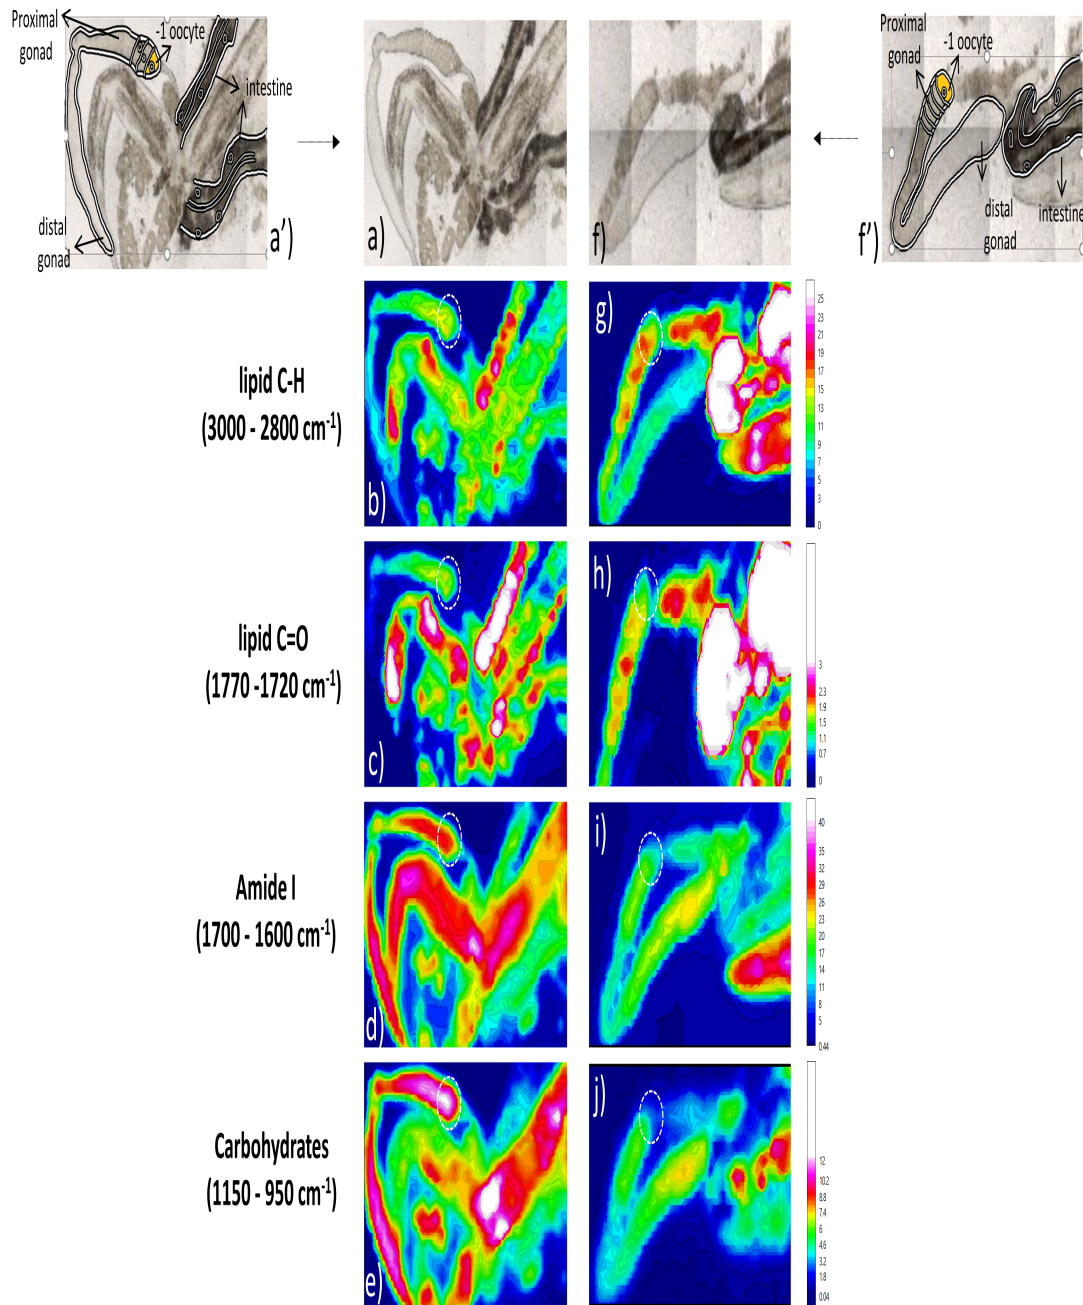 Proximal
gonad
-1 oocyte
intestine
distal
gonad
a')
a)
f)
Proximal
gonad
-1 oocyte
distal
gonad
intestine
f')
lipid C-H
(3000 - 2800 cm-1)
b)
g)
25
23
21
19
17
15
13
11
9
7
5
3
0
lipid C=O
(1770 -1720 cm-1)
c)
h)
3
2.3
1.9
1.5
1.1
0.7
0
Amide I
(1700 - 1600 cm-1)
d)
i)
40
35
32
29
26
23
20
17
14
11
8
5
0.44
Carbohydrates
(1150 - 950 cm-1)
e)
j)
12
10.2
8.8
7.4
6
4.6
3.2
1.8
0.04